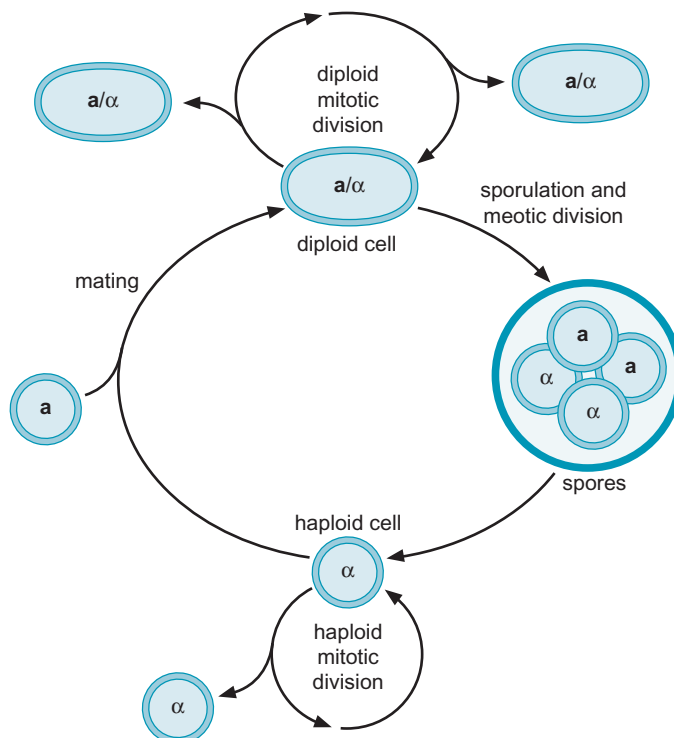 a/α
diploid
mitotic
division
a/α
a/α
diploid cell
sporulation and
meotic division
mating
a
a
α
a
α
spores
haploid cell
α
haploid
mitotic
division
α